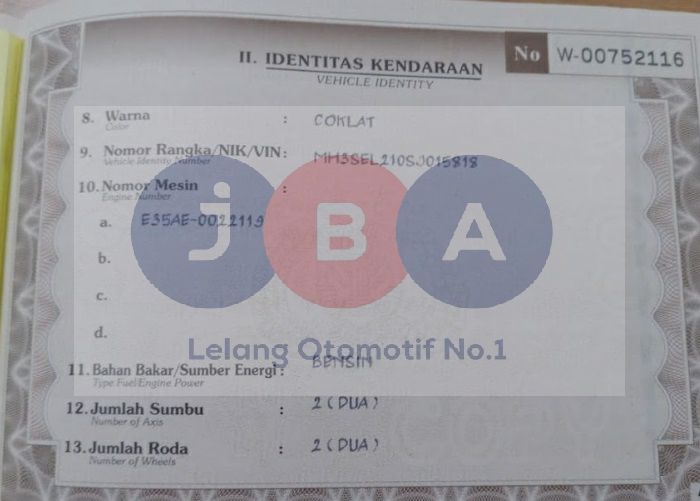 II. IDENTITAS KENDARAAN
VEHICLE IDENTITY
No W-00752116
8. Warna : COKLAT
Color
9. Nomor Rangka/NIK/VIN: MH3SEL210SJ015818
Vehicle Identity Number
10. Nomor Mesin :
Engine Number
a. E35AE-0022119
b.
c.
d.
j B A
Lelang Otomotif No.1
11. Bahan Bakar/Sumber Energi : BENSIN
Type Fuel/Engine Power
12. Jumlah Sumbu : 2 (DUA)
Number of Axis
13. Jumlah Roda : 2 (DUA)
Number of Wheels